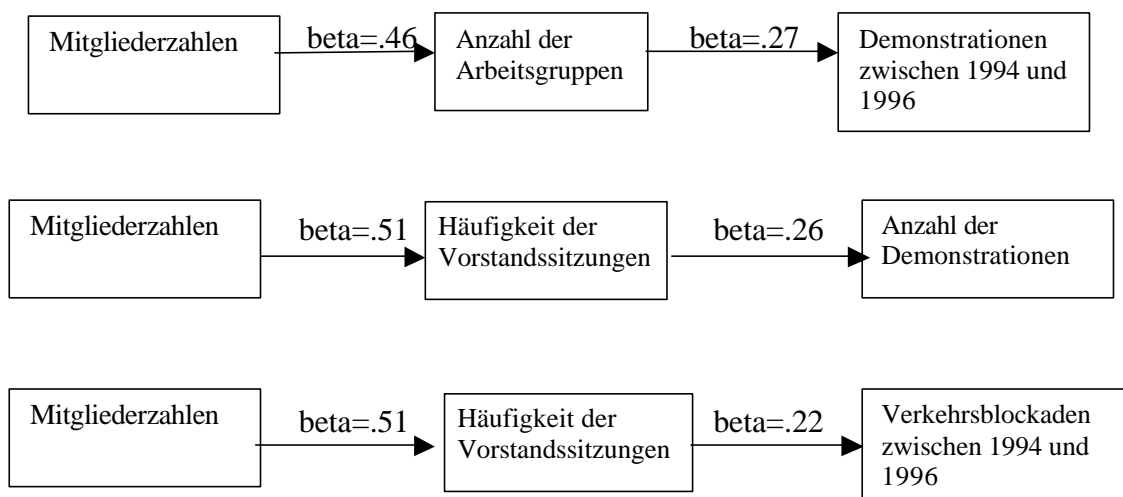 Mitgliederzahlen
beta=.46
Anzahl der
Arbeitsgruppen
beta=.27
Demonstrationen
zwischen 1994 und
1996
Mitgliederzahlen
beta=.51
Häufigkeit der
Vorstandssitzungen
beta=.26
Anzahl der
Demonstrationen
Mitgliederzahlen
beta=.51
Häufigkeit der
Vorstandssitzungen
beta=.22
Verkehrsblockaden
zwischen 1994 und
1996